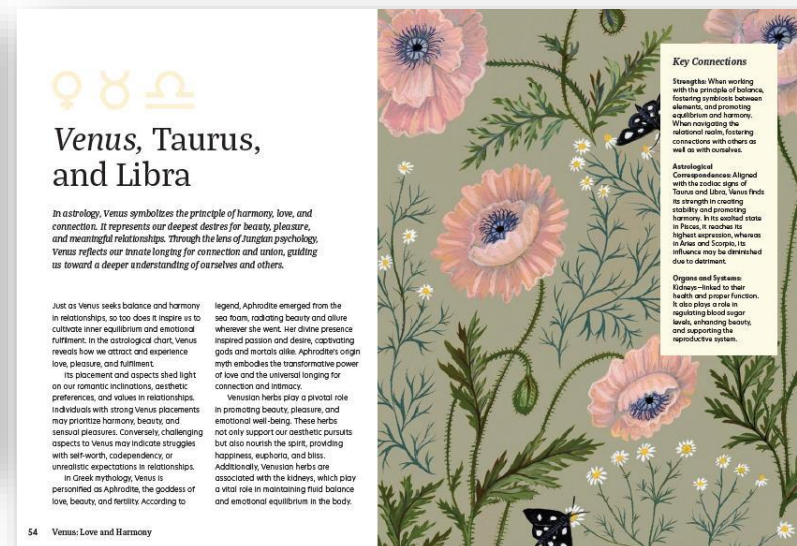 ♀ ♉ ♎
Venus, Taurus,
and Libra
In astrology, Venus symbolizes the principle of harmony, love, and
connection. It represents our deepest desires for beauty, pleasure,
and meaningful relationships. Through the lens of Jungian psychology,
Venus reflects our innate longing for connection and union, guiding
us toward a deeper understanding of ourselves and others.
Just as Venus seeks balance and harmony
in relationships, so too does it inspire us to
cultivate inner equilibrium and emotional
fulfilment. In the astrological chart, Venus
reveals how we attract and experience
love, pleasure, and fulfilment.
Its placement and aspects shed light
on our romantic inclinations, aesthetic
preferences, and values in relationships.
Individuals with strong Venus placements
may prioritize harmony, beauty, and
sensual pleasures. Conversely, challenging
aspects to Venus may indicate struggles
with self-worth, codependency, or
unrealistic expectations in relationships.
In Greek mythology, Venus is
personified as Aphrodite, the goddess of
love, beauty, and fertility. According to
legend, Aphrodite emerged from the
sea foam, radiating beauty and allure
wherever she went. Her divine presence
inspired passion and desire, captivating
gods and mortals alike. Aphrodite's origin
myth embodies the transformative power
of love and the universal longing for
connection and intimacy.
Venusian herbs play a pivotal role
in promoting beauty, pleasure, and
emotional well-being. These herbs
not only support our aesthetic pursuits
but also nourish the spirit, providing
happiness, euphoria, and bliss.
Additionally, Venusian herbs are
associated with the kidneys, which play
a vital role in maintaining fluid balance
and emotional equilibrium in the body.
54 Venus: Love and Harmony
Key Connections
Strengths: When working
with the principle of balance,
fostering symbiosis between
elements, and promoting
equilibrium and harmony.
When navigating the
relational realm, fostering
connections with others as
well as with ourselves.
Astrological
Correspondences: Aligned
with the zodiac signs of
Taurus and Libra, Venus finds
its strength in creating
stability and promoting
harmony. In its exalted state
in Pisces, it reaches its
highest expression, whereas
in Aries and Scorpio, its
influence may be diminished
due to detriment.
Organs and Systems:
Kidneys—linked to their
health and proper function.
It also plays a role in
regulating blood sugar
levels, enhancing beauty,
and supporting the
reproductive system.